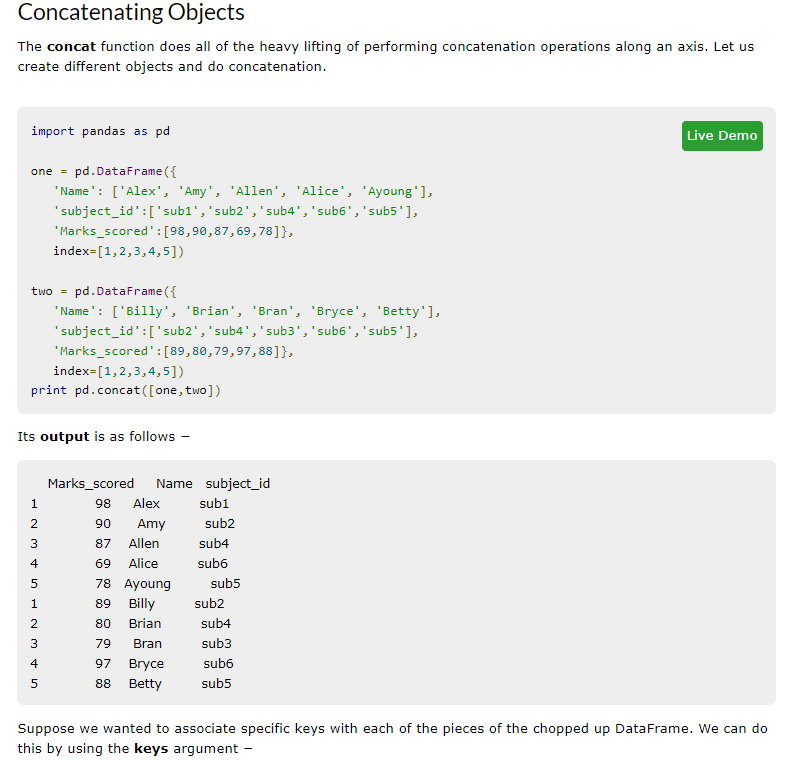 Concatenating Objects
The concat function does all of the heavy lifting of performing concatenation operations along an axis. Let us
create different objects and do concatenation.
import pandas as pd
Live Demo
one = pd.DataFrame({
   'Name': ['Alex', 'Amy', 'Allen', 'Alice', 'Ayoung'],
   'subject_id':['sub1','sub2','sub4','sub6','sub5'],
   'Marks_scored':[98,90,87,69,78]},
   index=[1,2,3,4,5])
two = pd.DataFrame({
   'Name': ['Billy', 'Brian', 'Bran', 'Bryce', 'Betty'],
   'subject_id':['sub2','sub4','sub3','sub6','sub5'],
   'Marks_scored':[89,80,79,97,88]},
   index=[1,2,3,4,5])
print pd.concat([one,two])
Its output is as follows −
Marks_scored Name subject_id
1 98 Alex sub1
2 90 Amy sub2
3 87 Allen sub4
4 69 Alice sub6
5 78 Ayoung sub5
1 89 Billy sub2
2 80 Brian sub4
3 79 Bran sub3
4 97 Bryce sub6
5 88 Betty sub5
Suppose we wanted to associate specific keys with each of the pieces of the chopped up DataFrame. We can do
this by using the keys argument −